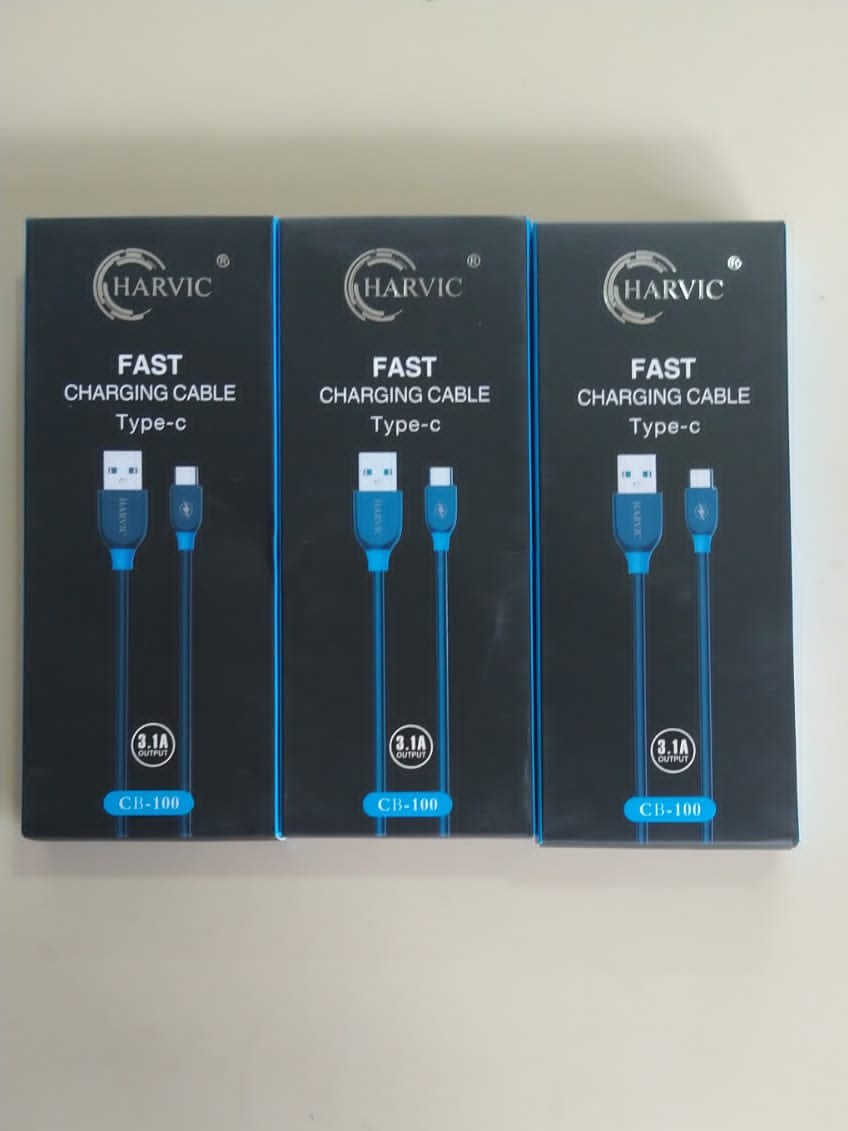 HARVIC ®
FAST
CHARGING CABLE
Type-c
HARVIC
3.1A
OUTPUT
CB-100
HARVIC ®
FAST
CHARGING CABLE
Type-c
HARVIC
3.1A
OUTPUT
CB-100
HARVIC ®
FAST
CHARGING CABLE
Type-c
HARVIC
3.1A
OUTPUT
CB-100